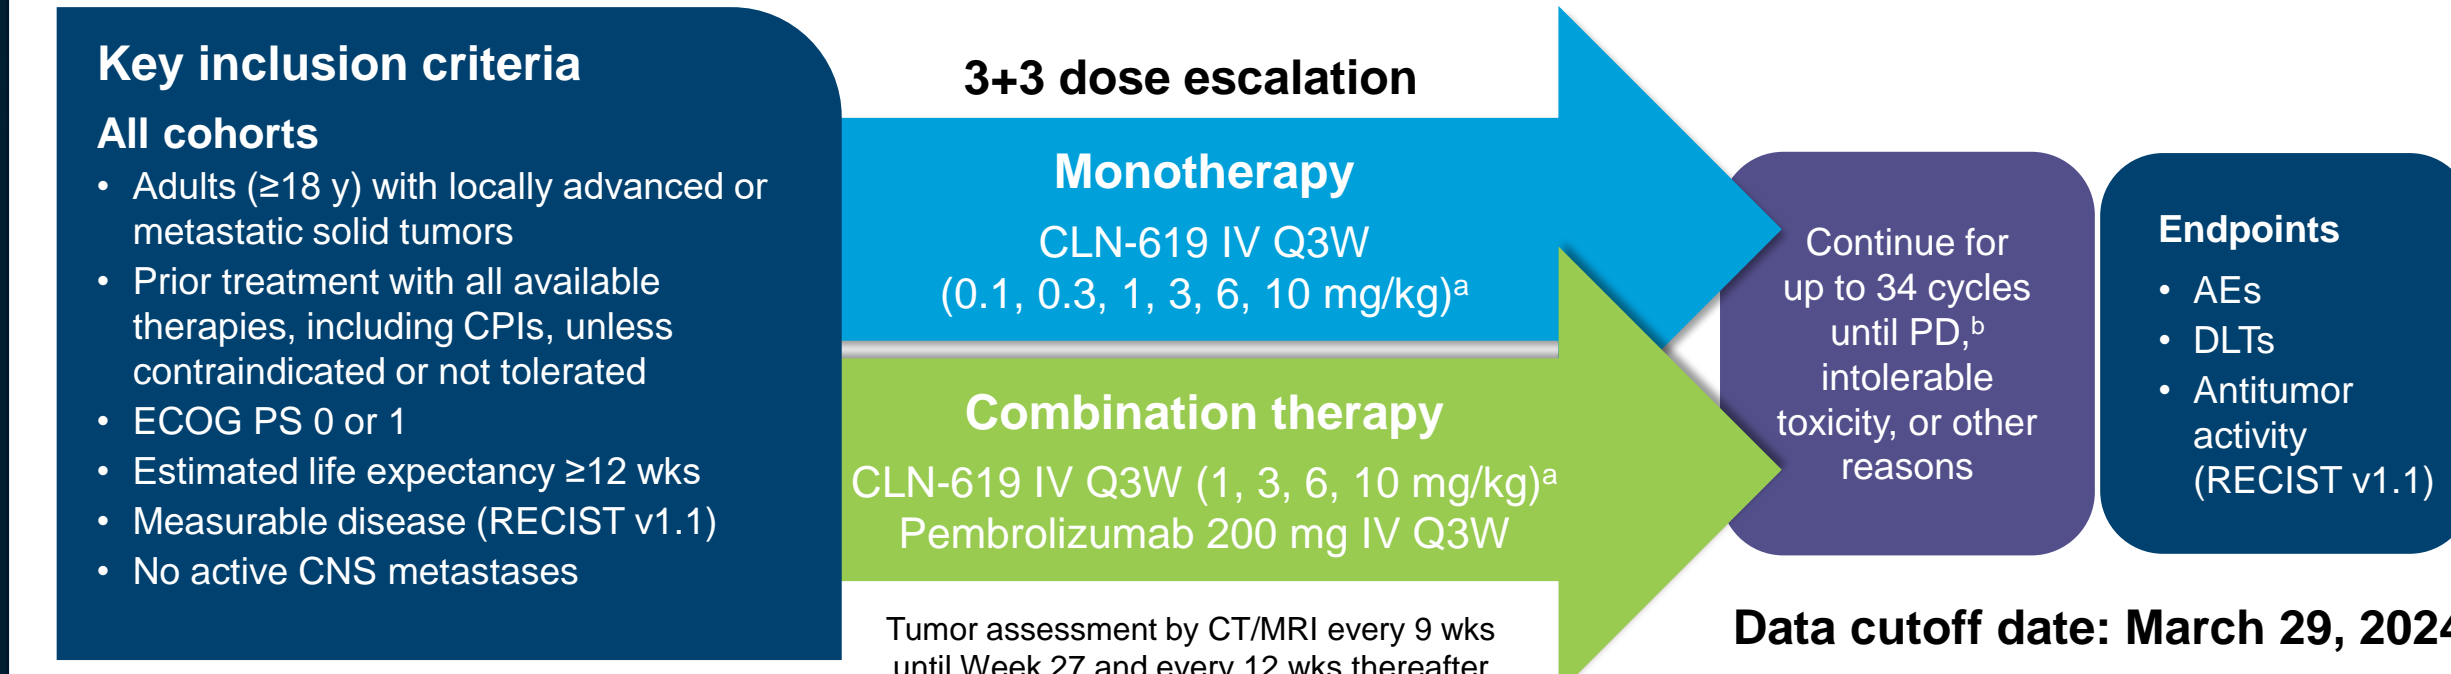 Key inclusion criteria
All cohorts
• Adults (≥18 y) with locally advanced or
metastatic solid tumors
• Prior treatment with all available
therapies, including CPIs, unless
contraindicated or not tolerated
• ECOG PS 0 or 1
• Estimated life expectancy ≥12 wks
• Measurable disease (RECIST v1.1)
• No active CNS metastases
3+3 dose escalation
Monotherapy
CLN-619 IV Q3W
(0.1, 0.3, 1, 3, 6, 10 mg/kg)ᵃ
Combination therapy
CLN-619 IV Q3W (1, 3, 6, 10 mg/kg)ᵃ
Pembrolizumab 200 mg IV Q3W
Tumor assessment by CT/MRI every 9 wks
until Week 27 and every 12 wks thereafter
Continue for
up to 34 cycles
until PD,ᵇ
intolerable
toxicity, or other
reasons
Endpoints
• AEs
• DLTs
• Antitumor
activity
(RECIST v1.1)
Data cutoff date: March 29, 2024